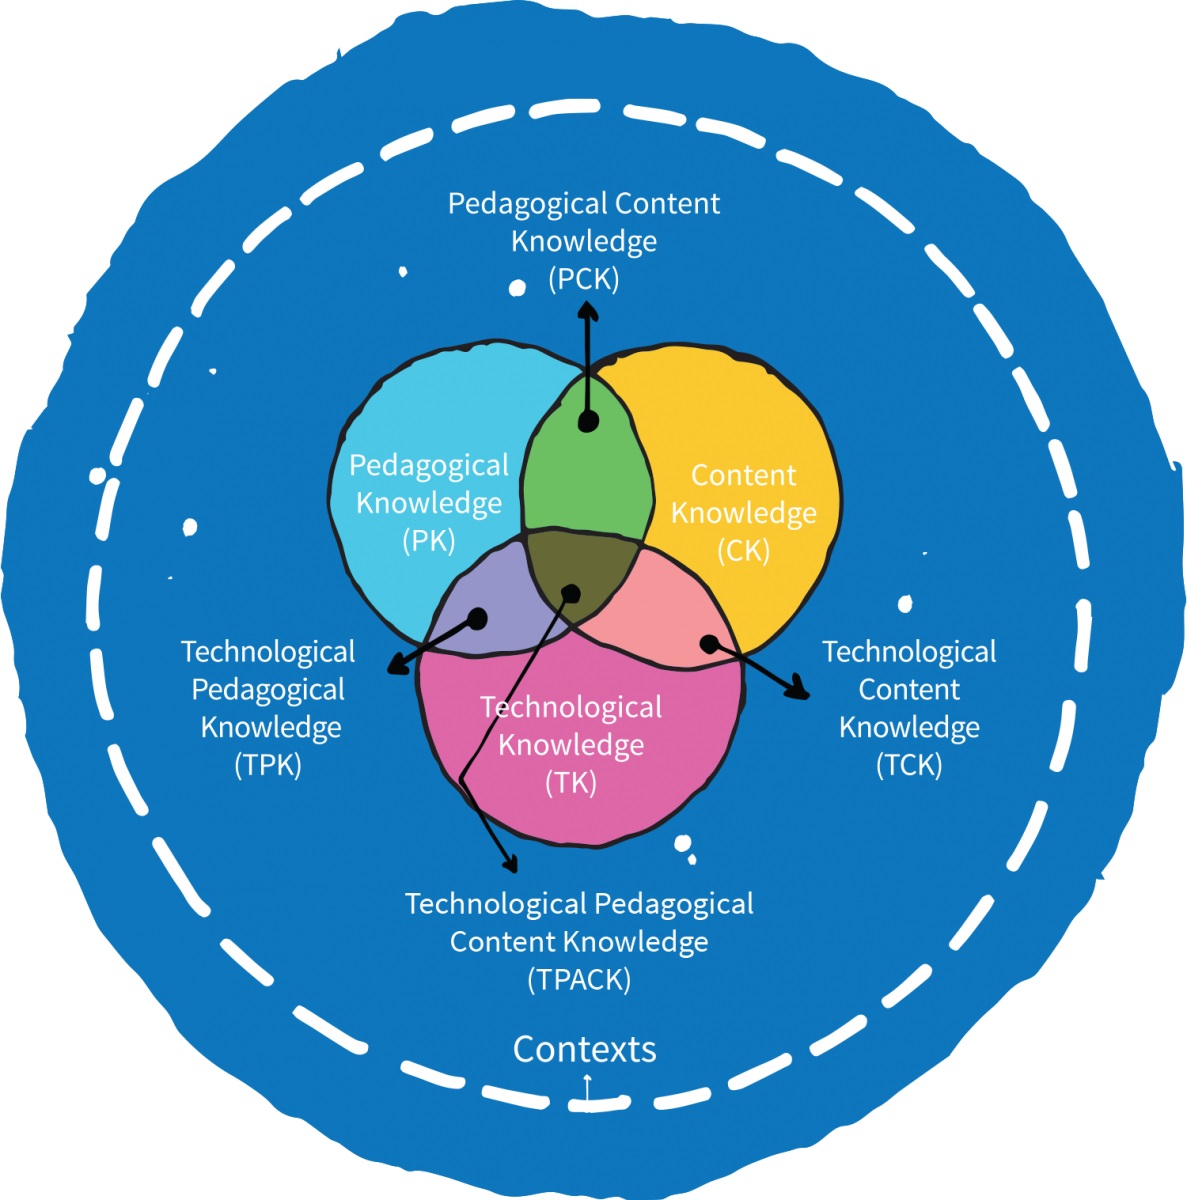 Pedagogical Content
Knowledge
(PCK)
Pedagogical
Knowledge
(PK)
Content
Knowledge
(CK)
Technological
Pedagogical
Knowledge
(TPK)
Technological
Knowledge
(TK)
Technological
Content
Knowledge
(TCK)
Technological Pedagogical
Content Knowledge
(TPACK)
Contexts